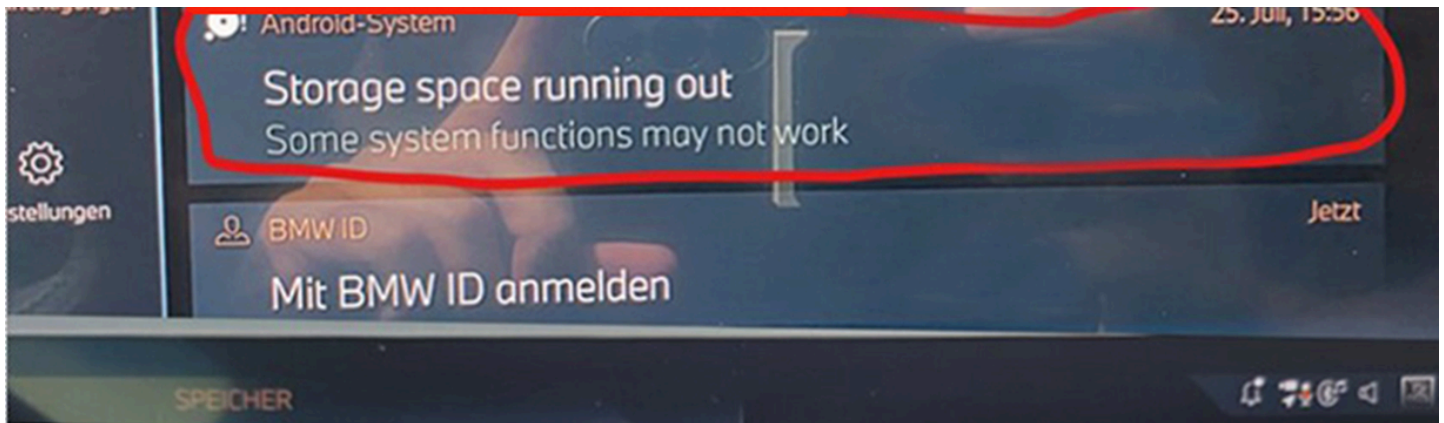 Android-System
25. Juli, 15:56
Storage space running out
Some system functions may not work
stellungen
BMW ID
Jetzt
Mit BMW ID anmelden
SPEICHER